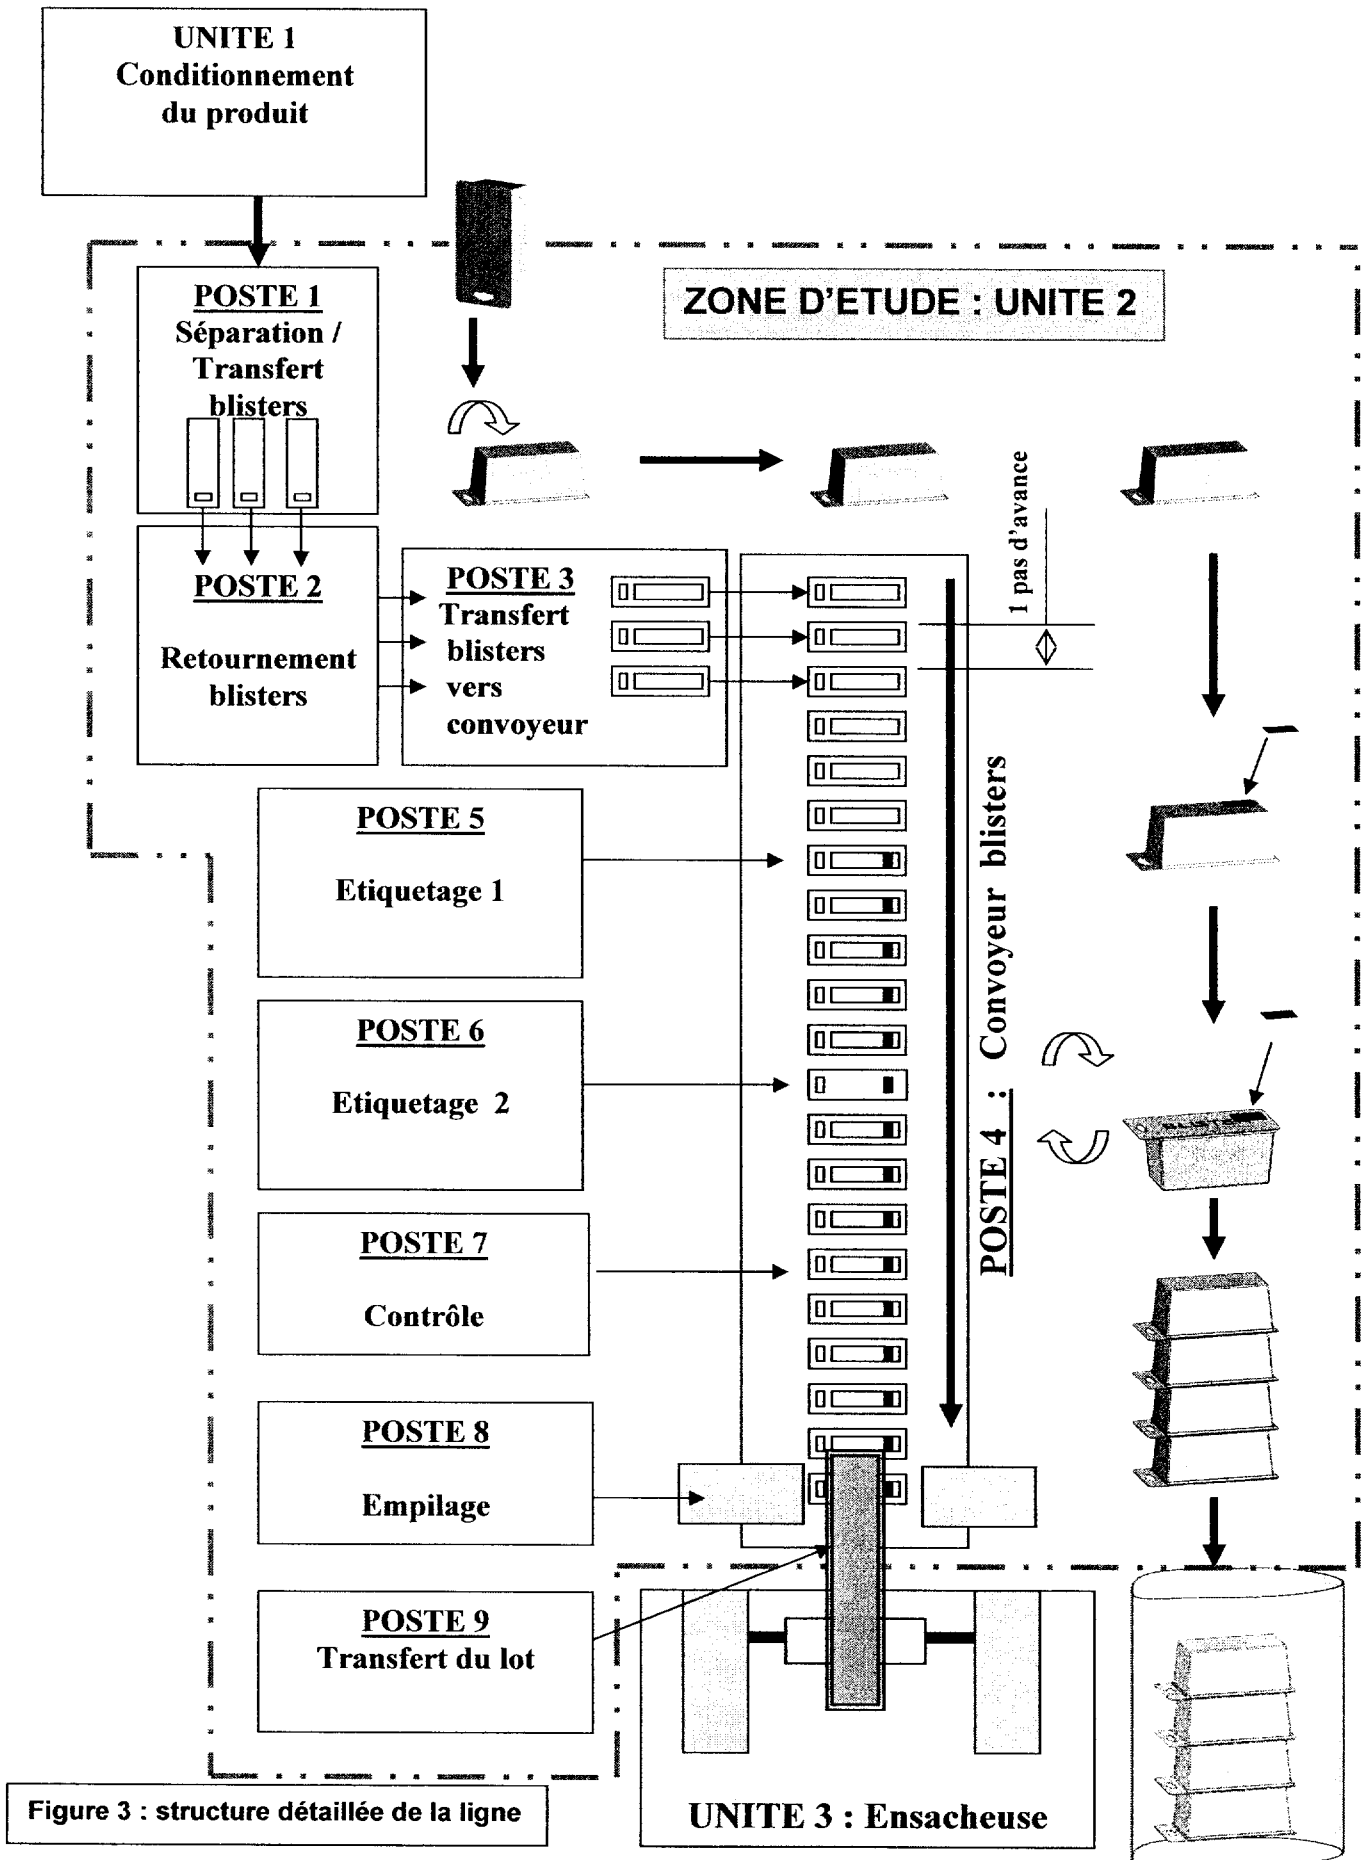 UNITE 1
Conditionnement
du produit
ZONE D'ETUDE : UNITE 2
POSTE 1
Séparation /
Transfert
blisters
POSTE 2
Retournement
blisters
POSTE 3
Transfert
blisters
vers
convoyeur
1 pas d'avance
POSTE 4 : Convoyeur blisters
POSTE 5
Etiquetage 1
POSTE 6
Etiquetage 2
POSTE 7
Contrôle
POSTE 8
Empilage
POSTE 9
Transfert du lot
UNITE 3 : Ensacheuse
Figure 3 : structure détaillée de la ligne